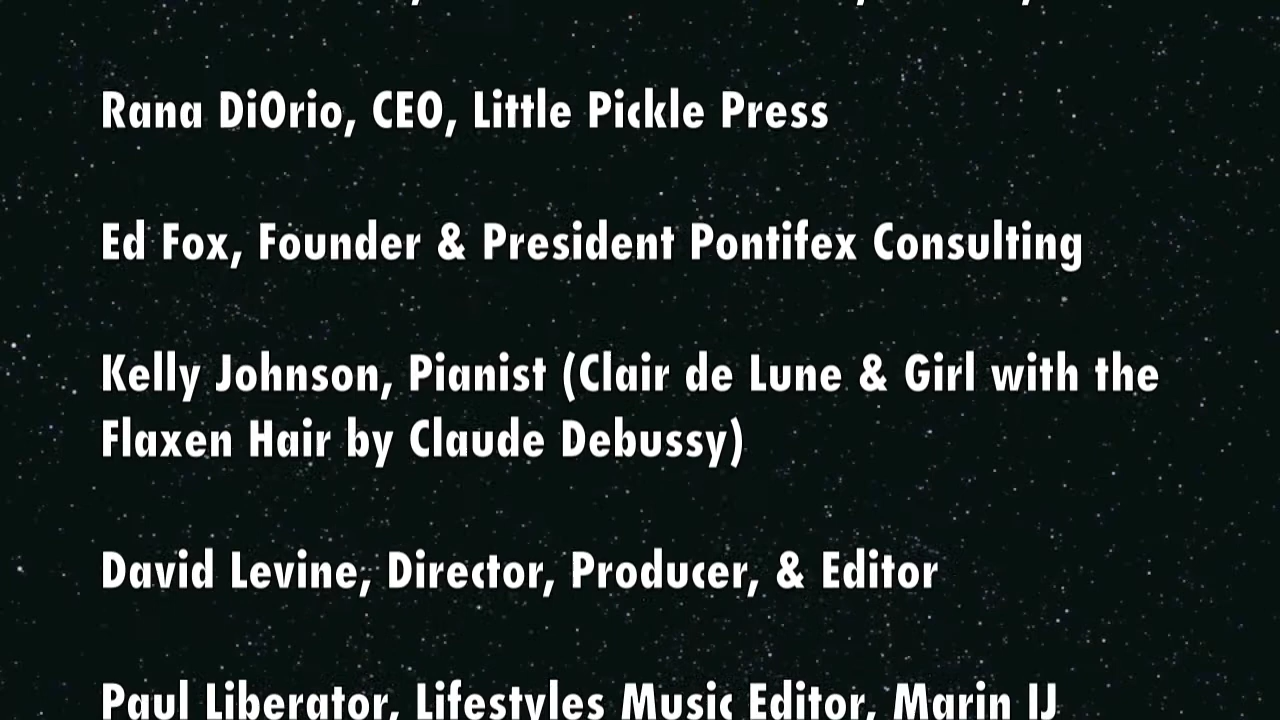 Rana DiOrio, CEO, Little Pickle Press
Ed Fox, Founder & President Pontifex Consulting
Kelly Johnson, Pianist (Clair de Lune & Girl with the
Flaxen Hair by Claude Debussy)
David Levine, Director, Producer, & Editor
Paul Liberator, Lifestyles Music Editor, Marin IJ